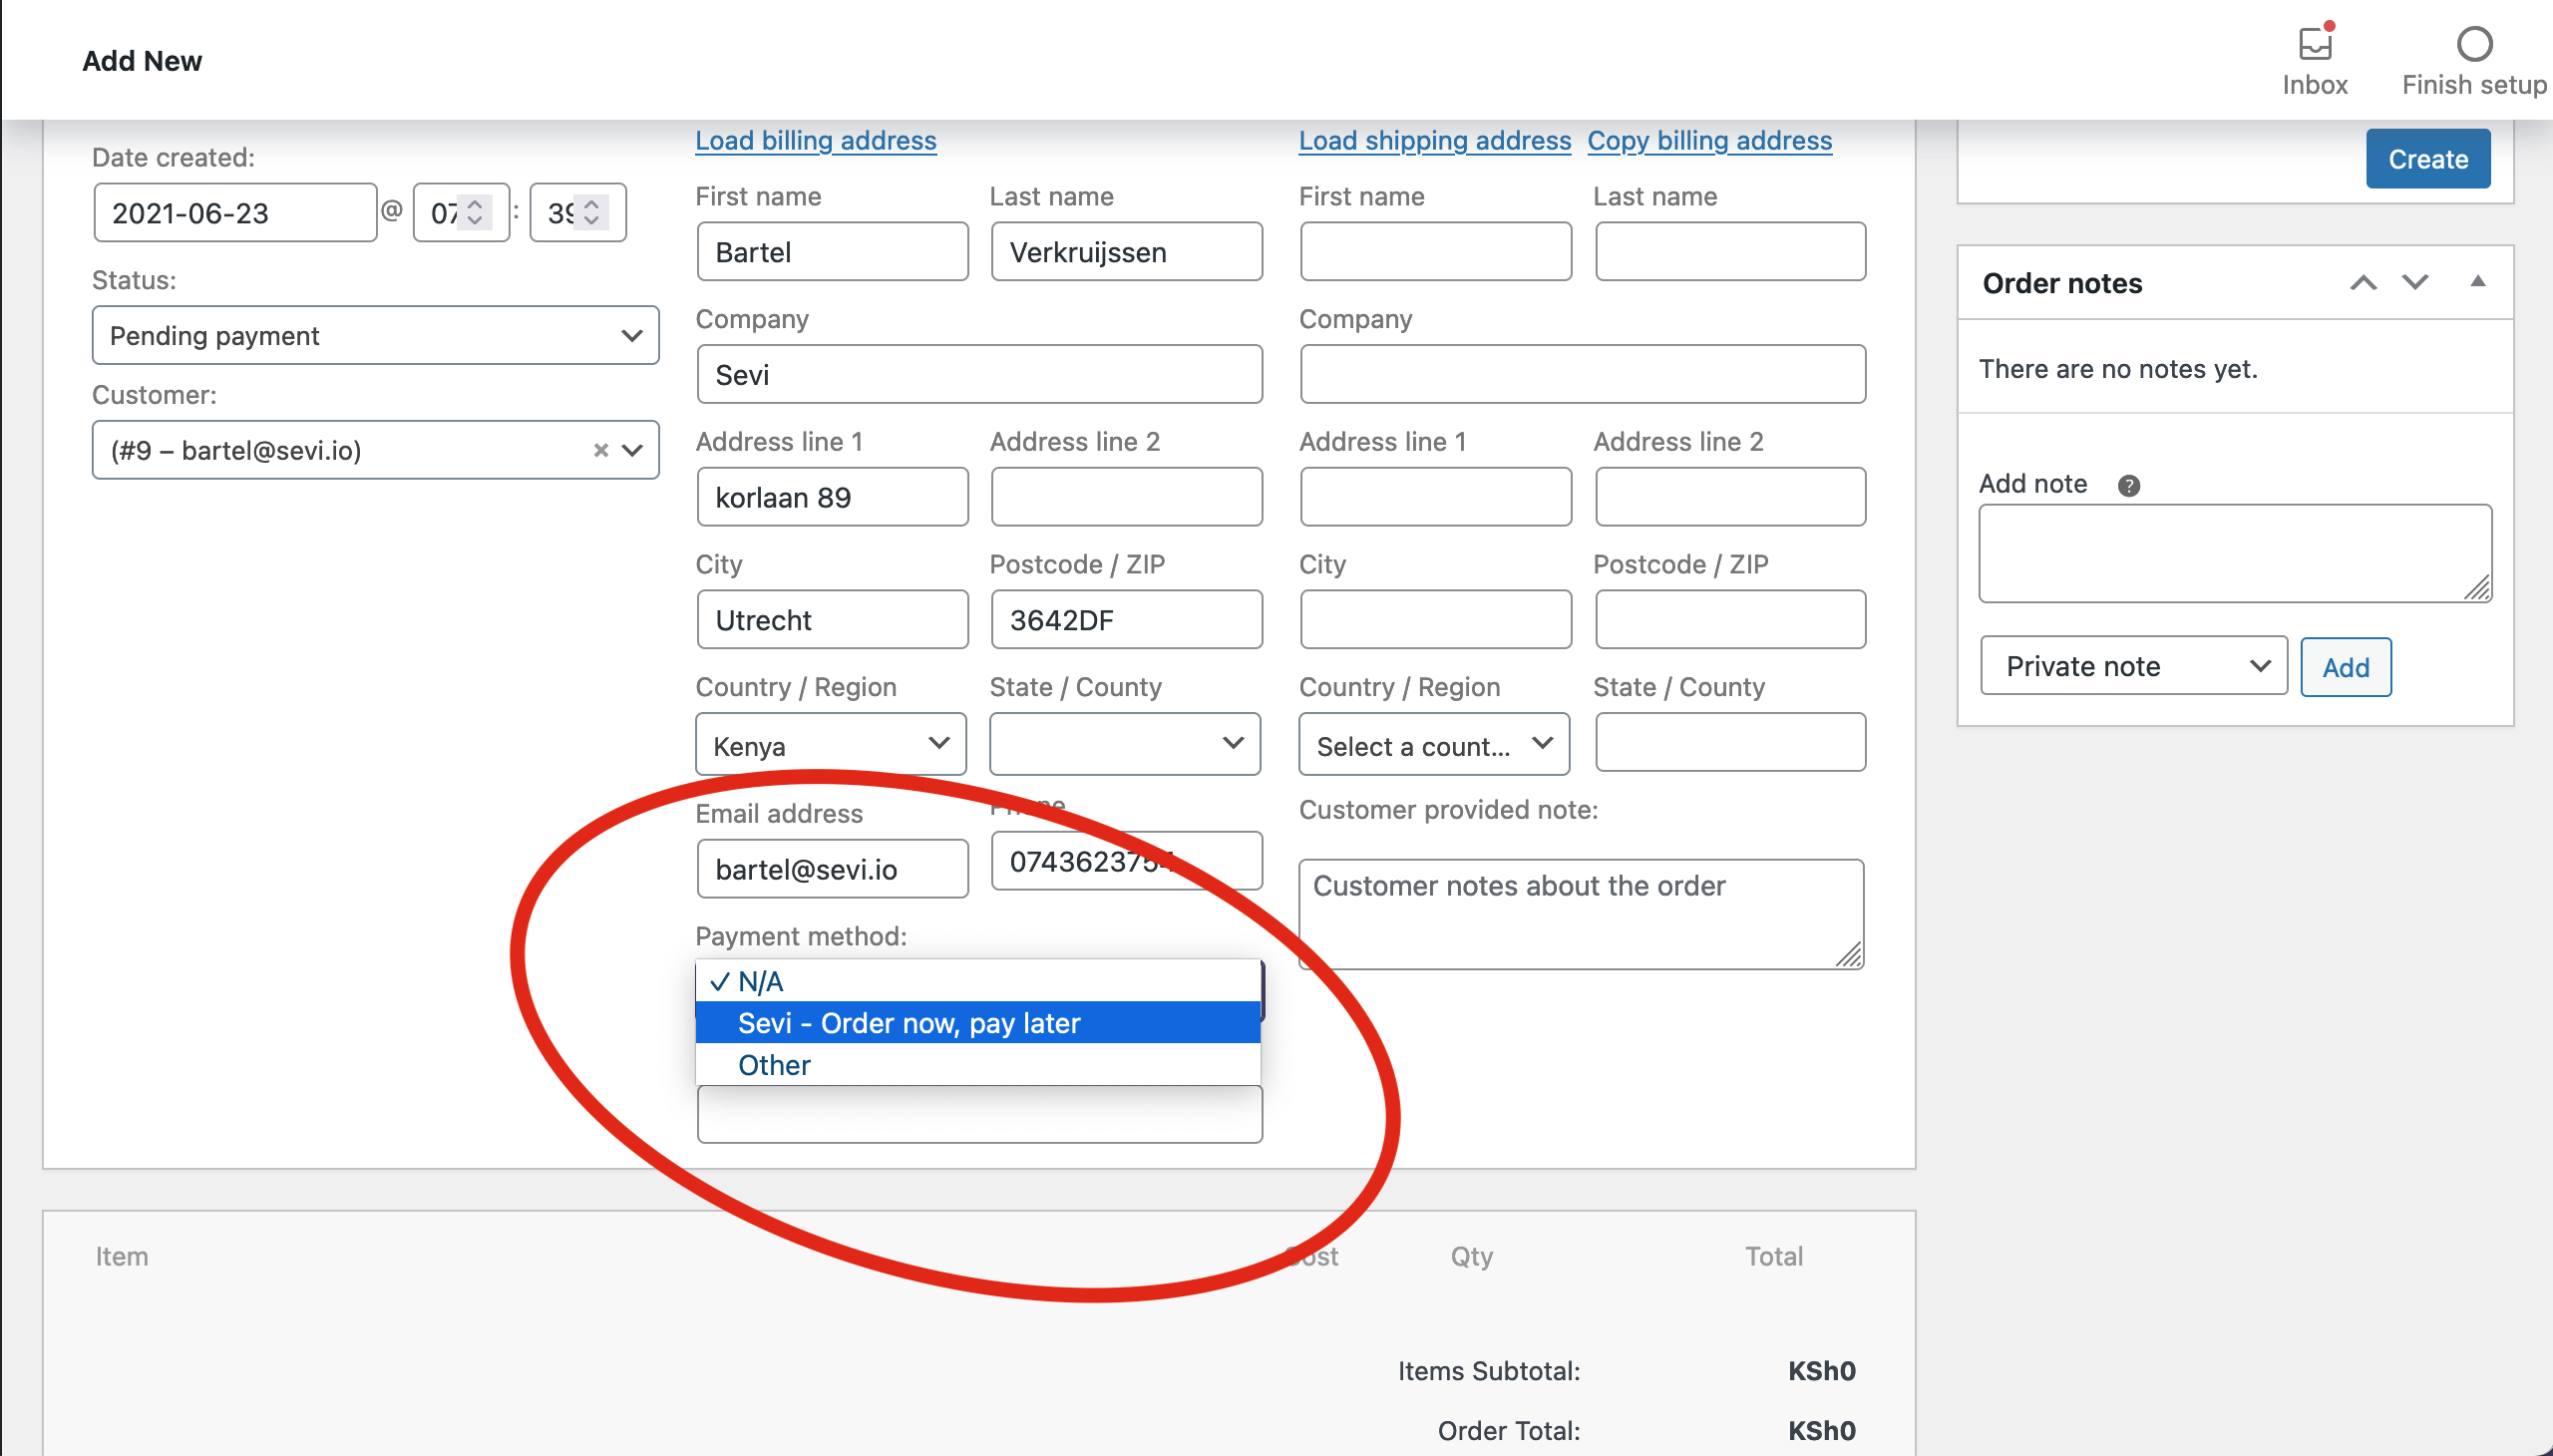 Add New
Inbox
Finish setup
Load billing address
Load shipping address Copy billing address
Create
Date created:
2021-06-23 @ 07 : 39
First name
Last name
First name
Last name
Bartel
Verkruijssen
Status:
Pending payment
Order notes
There are no notes yet.
Company
Company
Sevi
Customer:
(#9 – bartel@sevi.io) ×
Address line 1
Address line 2
Address line 1
Address line 2
korlaan 89
Add note ?
City
Postcode / ZIP
City
Postcode / ZIP
Utrecht
3642DF
Private note
Add
Country / Region
State / County
Country / Region
State / County
Kenya
Select a count...
Email address
Phone
Customer provided note:
bartel@sevi.io
0743623754
Customer notes about the order
Payment method:
✓ N/A
Sevi - Order now, pay later
Other
Item
Cost
Qty
Total
Items Subtotal: KSh0
Order Total: KSh0